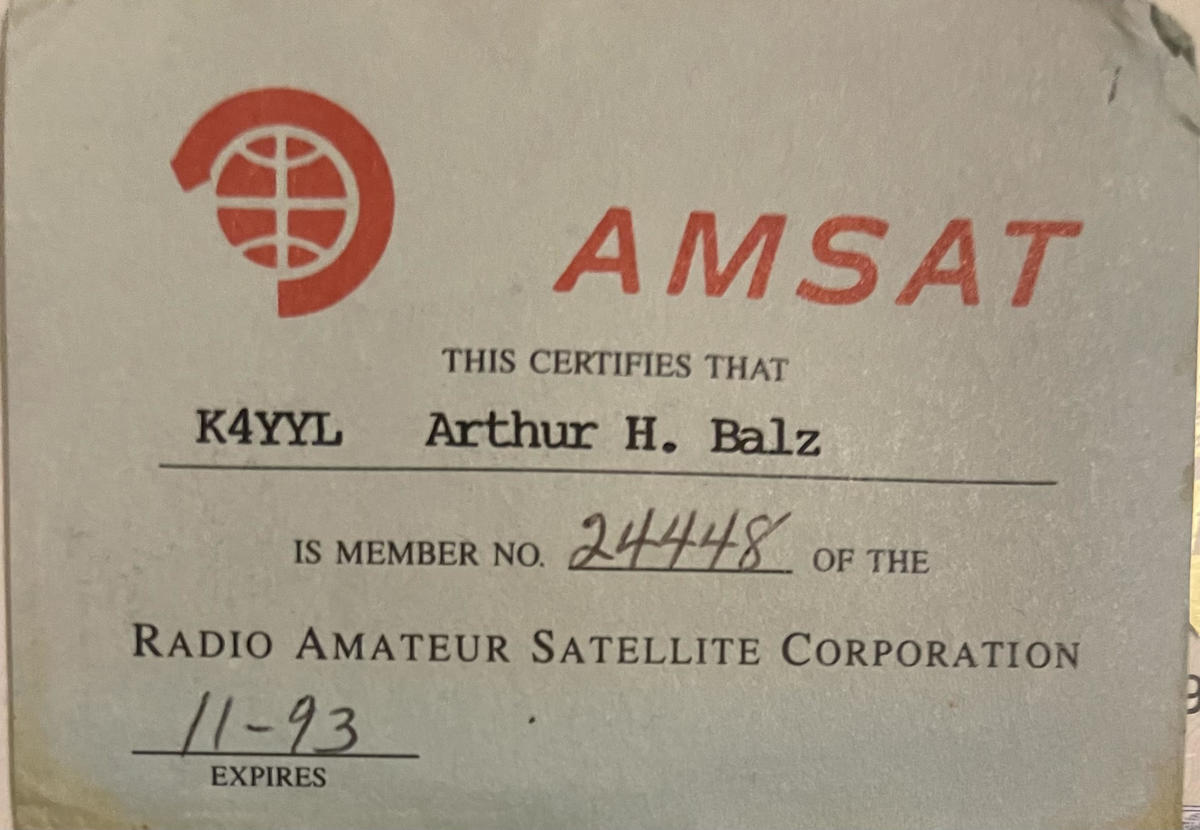 AMSAT
THIS CERTIFIES THAT
K4YYL Arthur H. Balz
IS MEMBER NO. 24448 OF THE
RADIO AMATEUR SATELLITE CORPORATION
11-93
EXPIRES